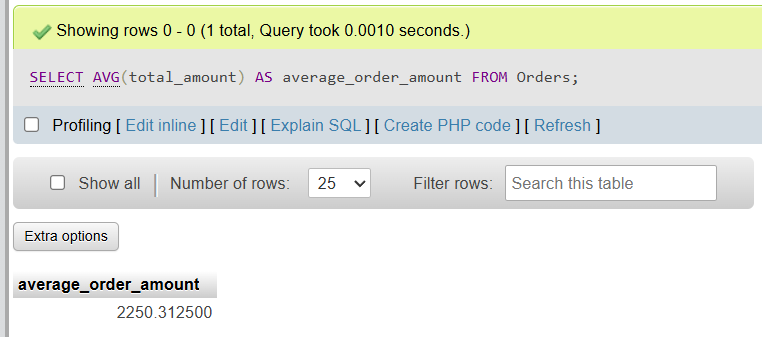 Showing rows 0 - 0 (1 total, Query took 0.0010 seconds.)
SELECT AVG(total_amount) AS average_order_amount FROM Orders;
Profiling [ Edit inline ] [ Edit ] [ Explain SQL ] [ Create PHP code ] [ Refresh ]
Show all Number of rows: 25 Filter rows: Search this table
Extra options
average_order_amount
2250.312500